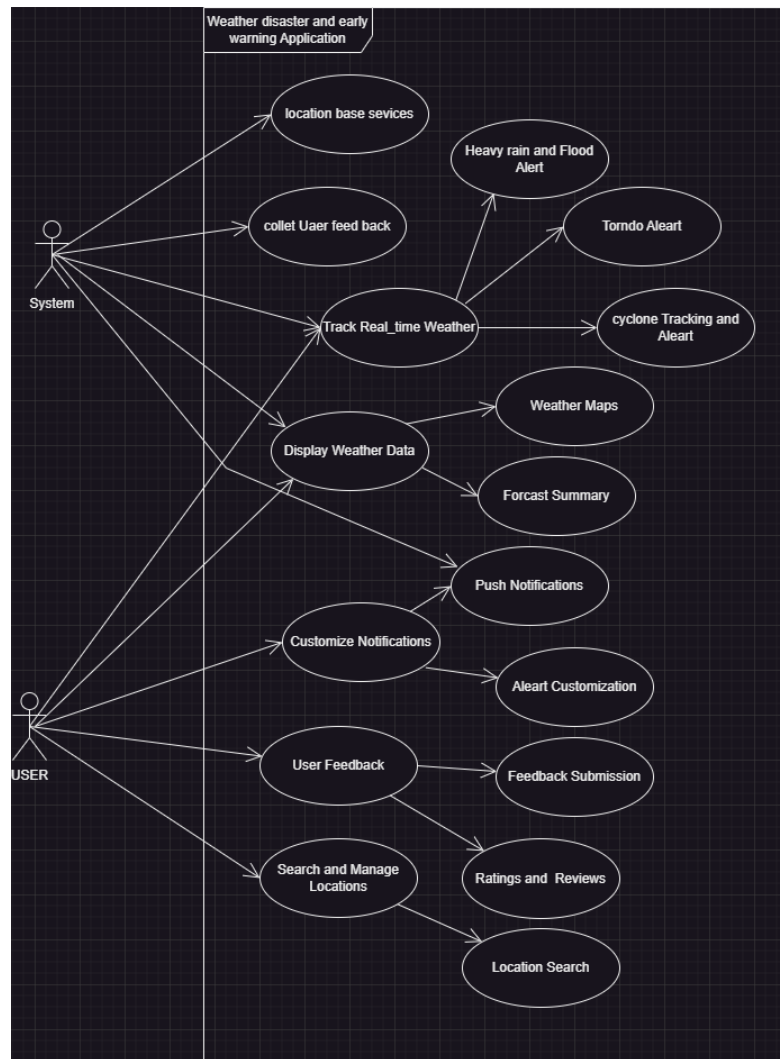 Weather disaster and early
warning Application
location base sevices
Heavy rain and Flood
Alert
collet Uaer feed back
Torndo Aleart
System
Track Real_time Weather
cyclone Tracking and
Aleart
Weather Maps
Display Weather Data
Forcast Summary
Push Notifications
Customize Notifications
Aleart Customization
USER
User Feedback
Feedback Submission
Search and Manage
Locations
Ratings and Reviews
Location Search